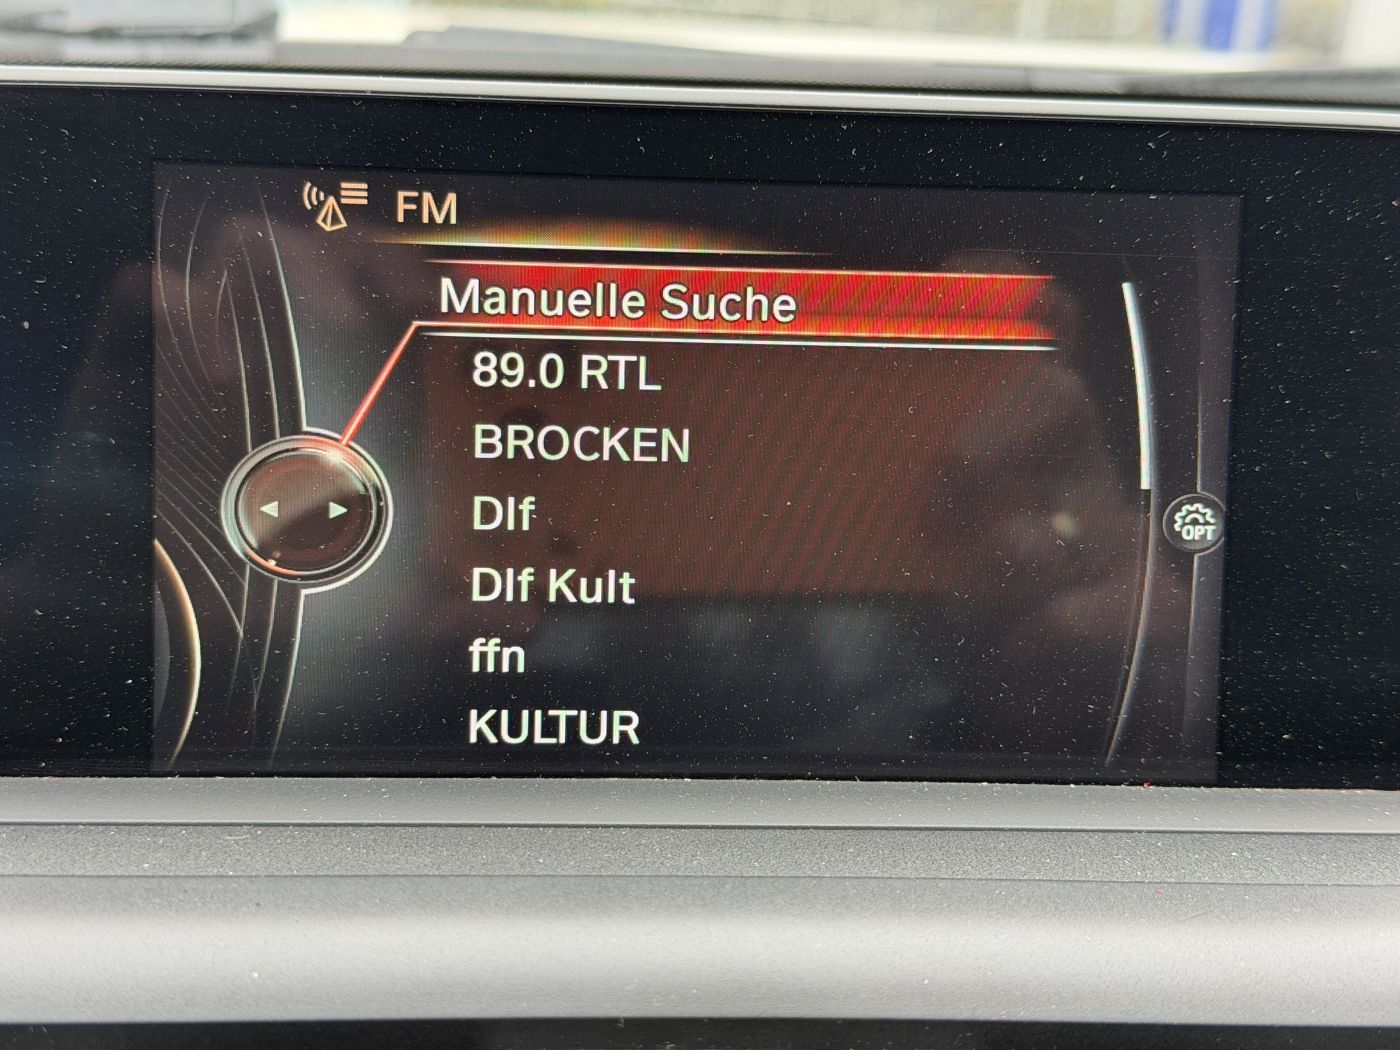 FM
Manuelle Suche
89.0 RTL
BROCKEN
Dlf
Dlf Kult
ffn
KULTUR
OPT